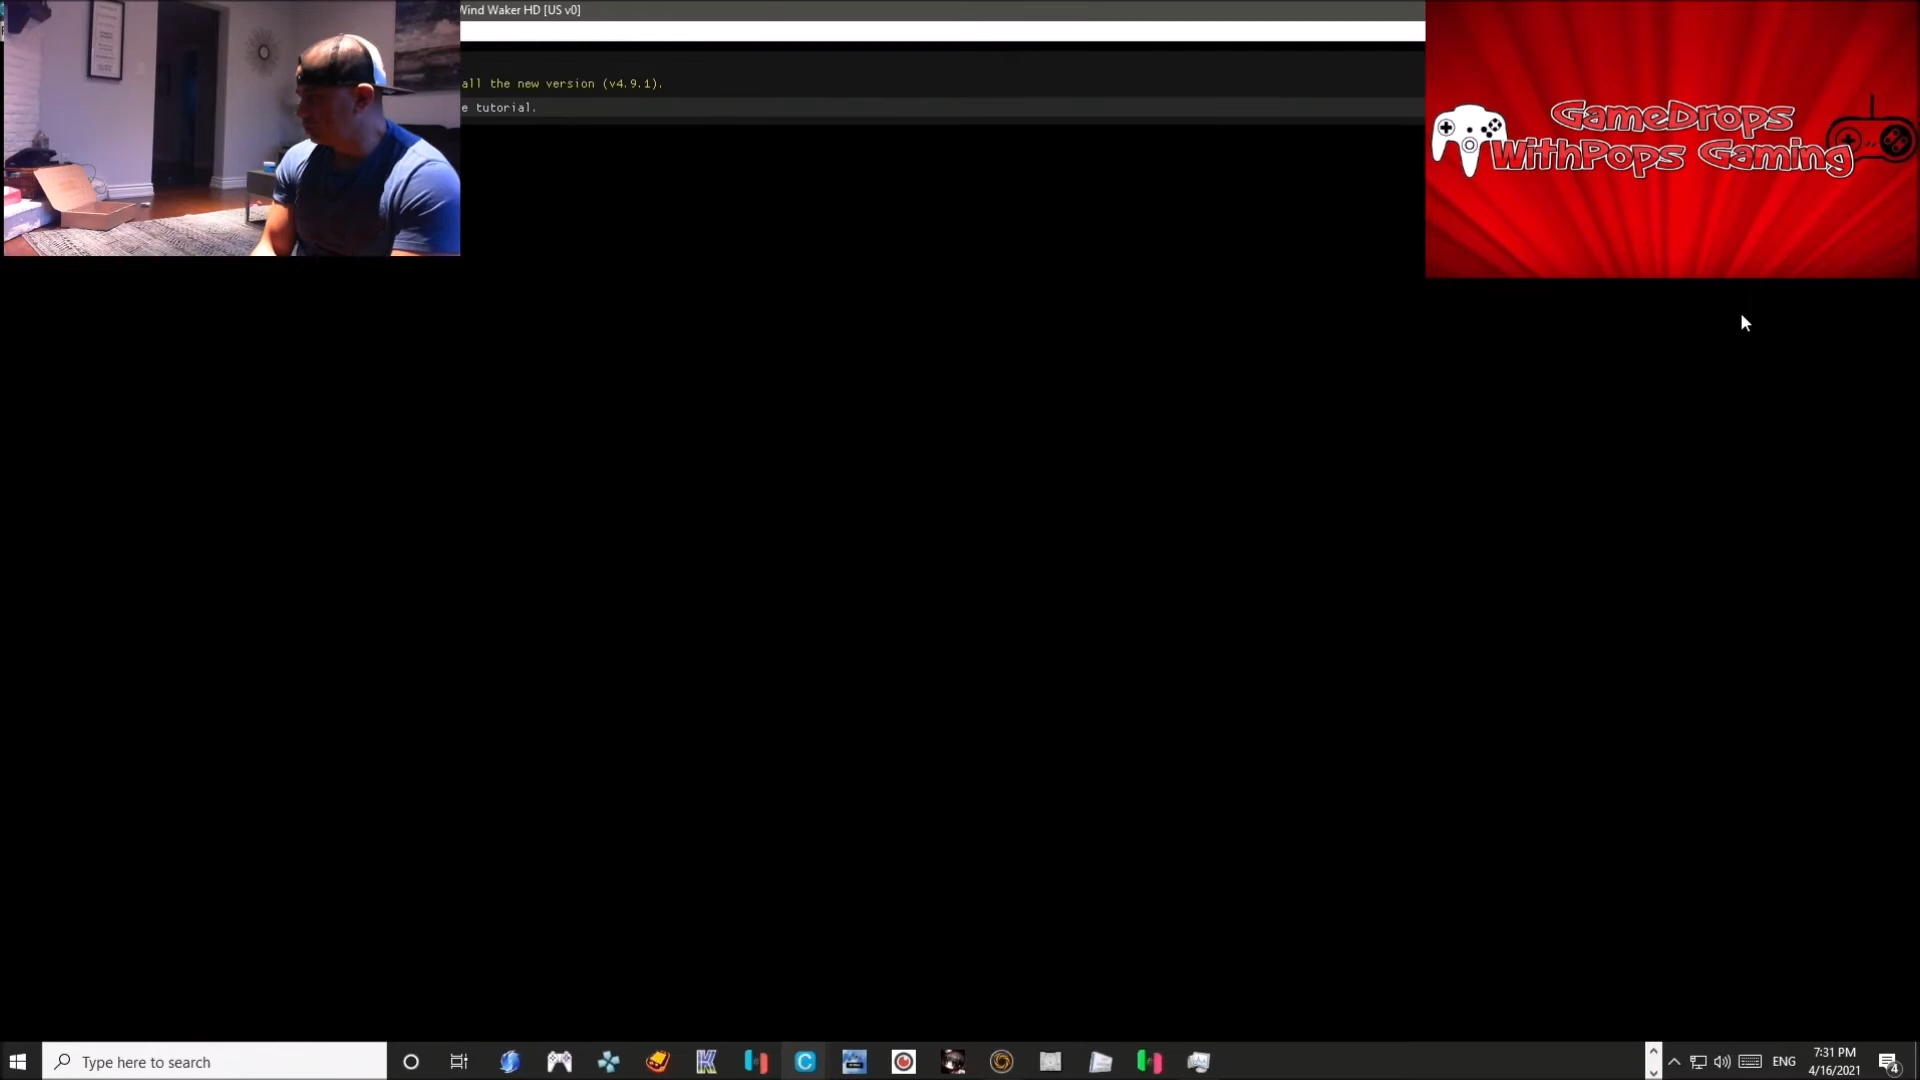 Wind Waker HD [US v0]
all the new version (v4.9.1).
e tutorial.
GameDrops
WithPops Gaming
Type here to search
ENG
7:31 PM
4/16/2021
4